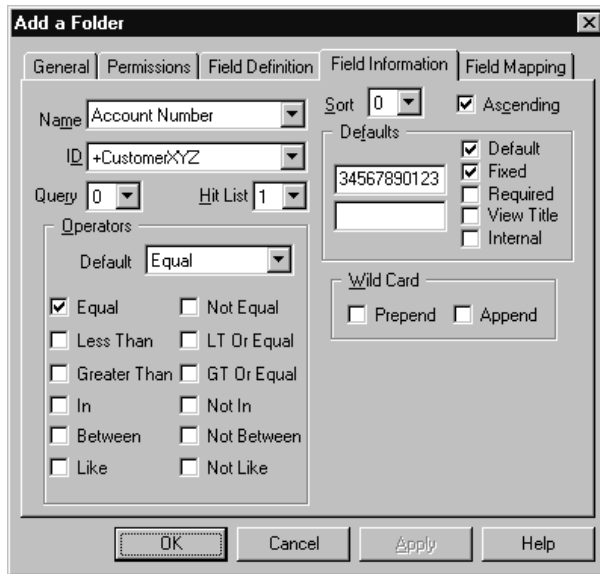 Add a Folder
General Permissions Field Definition Field Information Field Mapping
Name Account Number
ID +CustomerXYZ
Query 0 Hit List 1
Operators
Default Equal
Equal Not Equal
Less Than LT Or Equal
Greater Than GT Or Equal
In Not In
Between Not Between
Like Not Like
Sort 0 Ascending
Defaults
34567890123
Default
Fixed
Required
View Title
Internal
Wild Card
Prepend Append
OK Cancel Apply Help